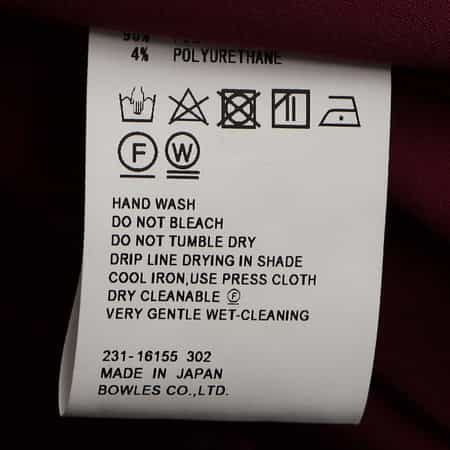 4% POLYURETHANE
F W
HAND WASH
DO NOT BLEACH
DO NOT TUMBLE DRY
DRIP LINE DRYING IN SHADE
COOL IRON,USE PRESS CLOTH
DRY CLEANABLE Ⓕ
VERY GENTLE WET-CLEANING
231-16155 302
MADE IN JAPAN
BOWLES CO.,LTD.